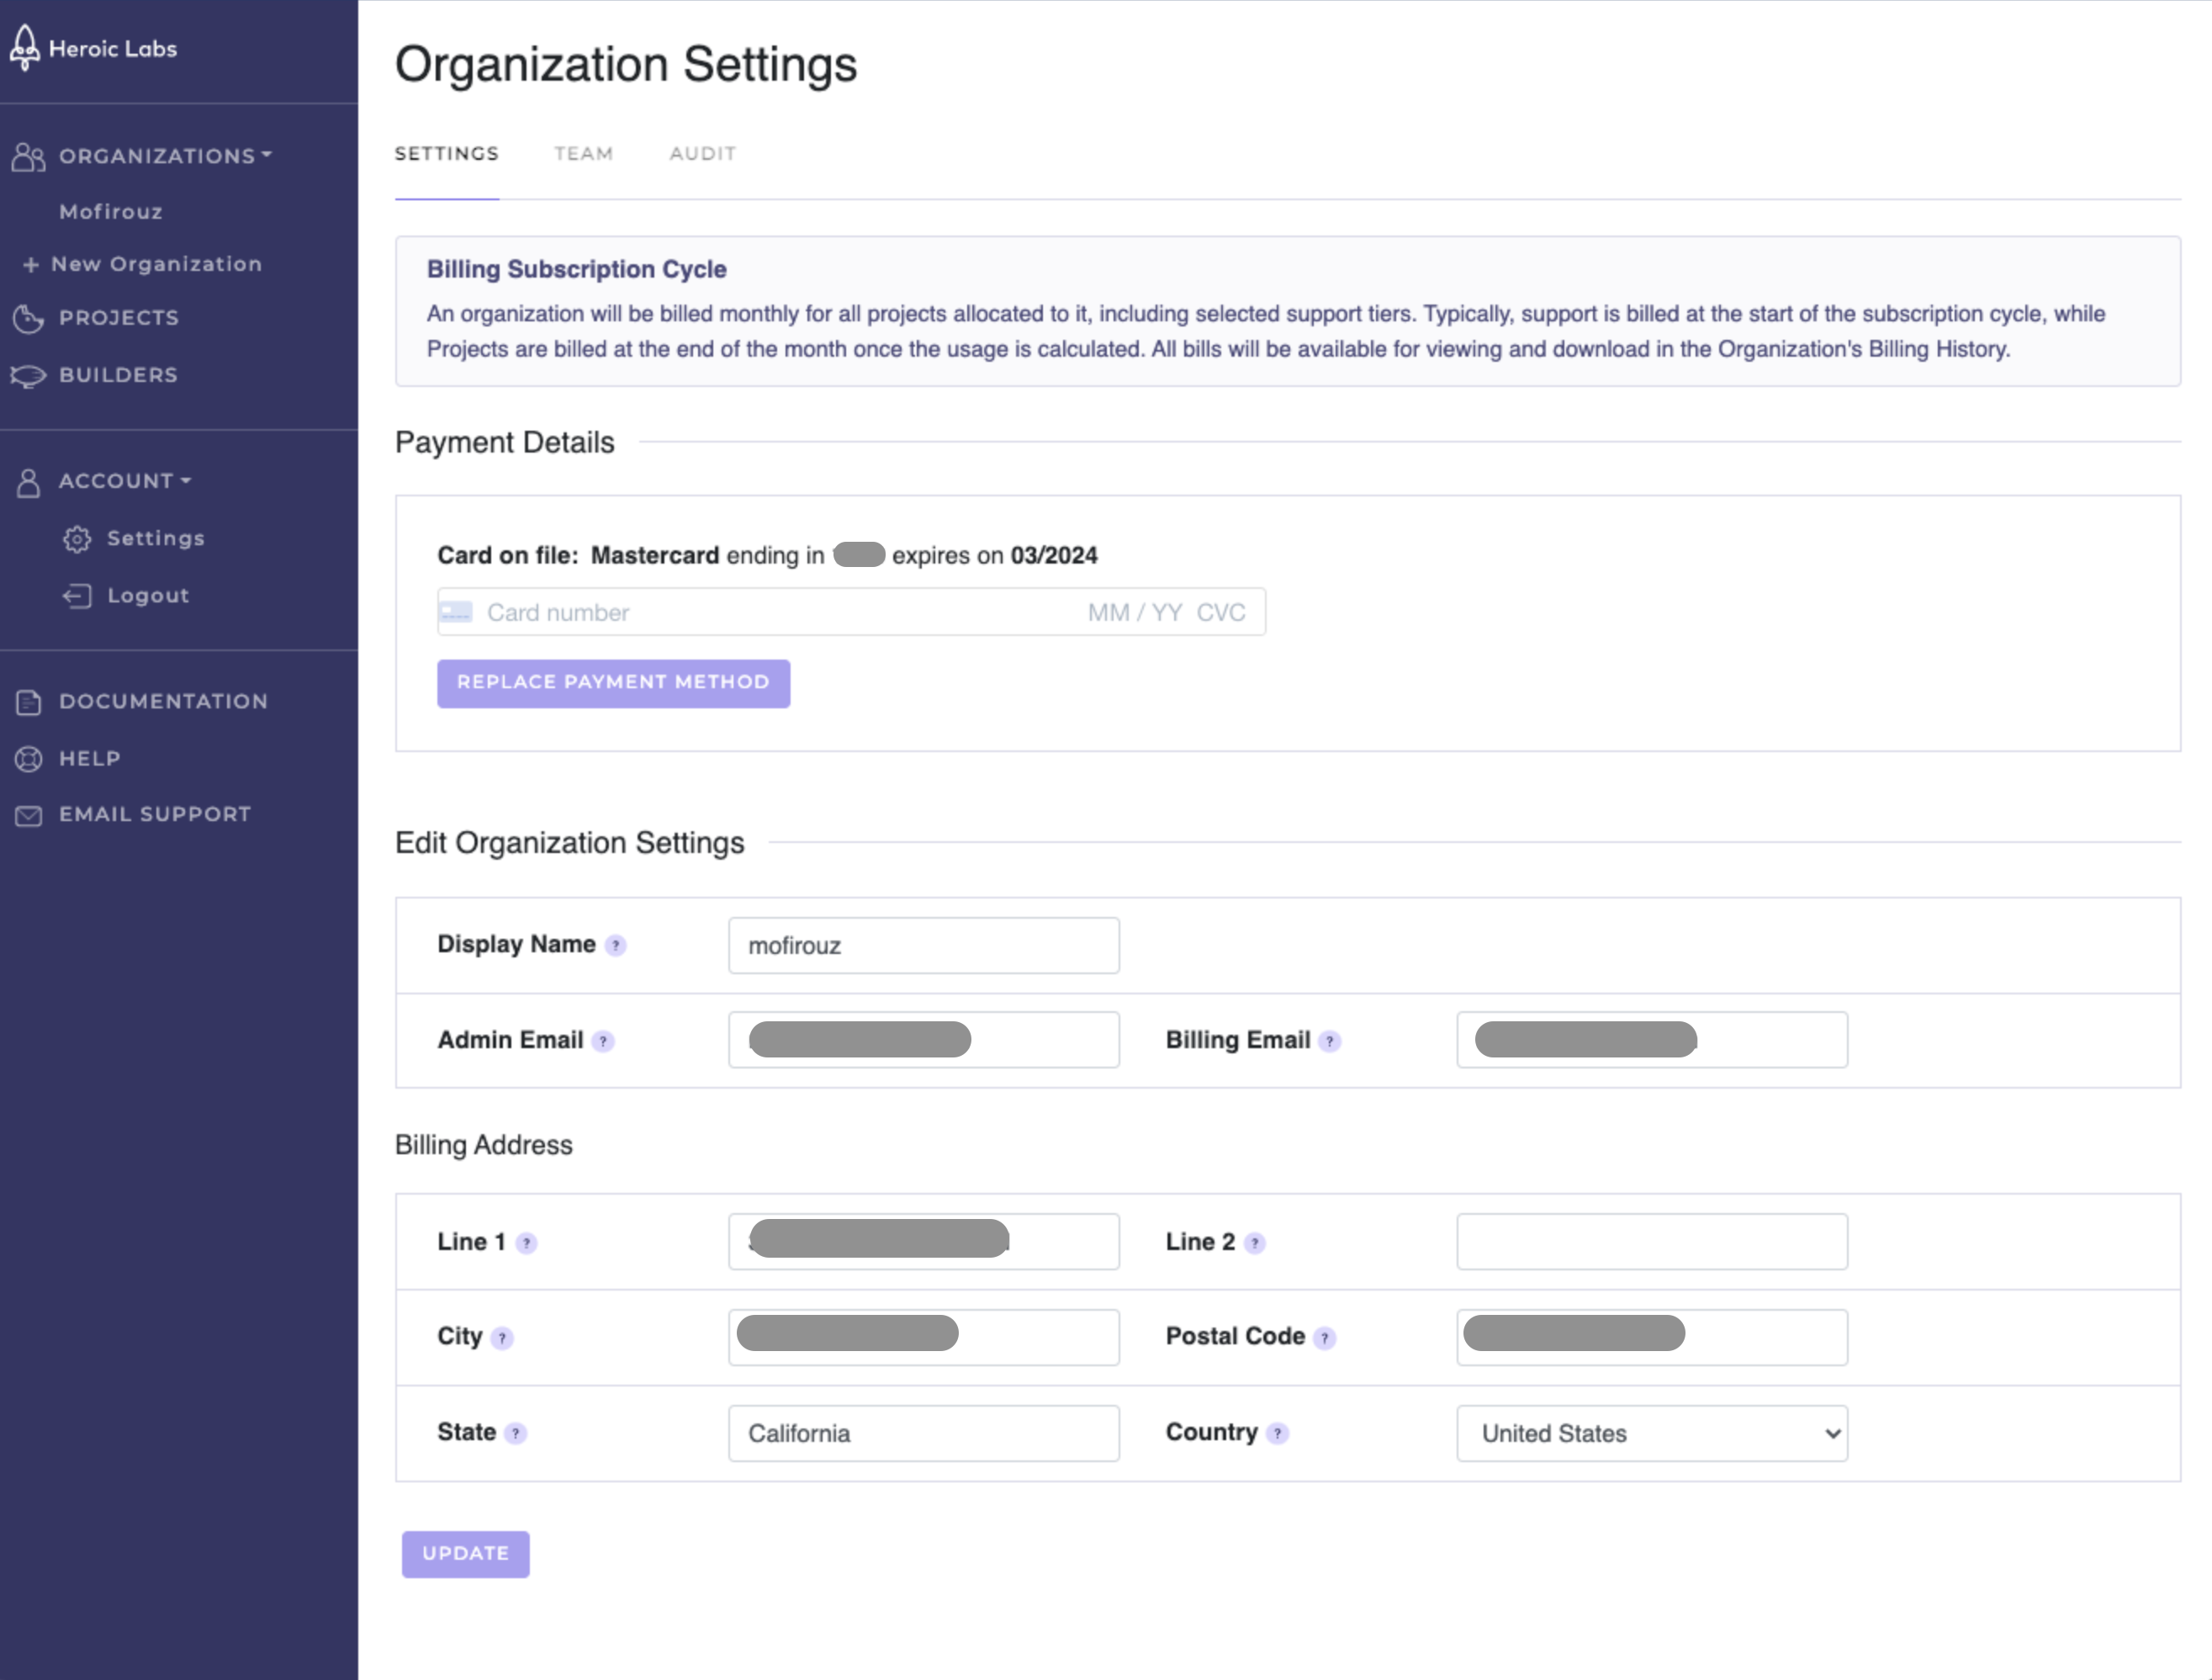 Heroic Labs
ORGANIZATIONS
Mofirouz
+ New Organization
PROJECTS
BUILDERS
ACCOUNT
Settings
Logout
DOCUMENTATION
HELP
EMAIL SUPPORT
Organization Settings
SETTINGS TEAM AUDIT
Billing Subscription Cycle
An organization will be billed monthly for all projects allocated to it, including selected support tiers. Typically, support is billed at the start of the subscription cycle, while
Projects are billed at the end of the month once the usage is calculated. All bills will be available for viewing and download in the Organization's Billing History.
Payment Details
Card on file: Mastercard ending in expires on 03/2024
Card number MM / YY CVC
REPLACE PAYMENT METHOD
Edit Organization Settings
Display Name ? mofirouz
Admin Email ? Billing Email ?
Billing Address
Line 1 ? Line 2 ?
City ? Postal Code ?
State ? California Country ? United States
UPDATE